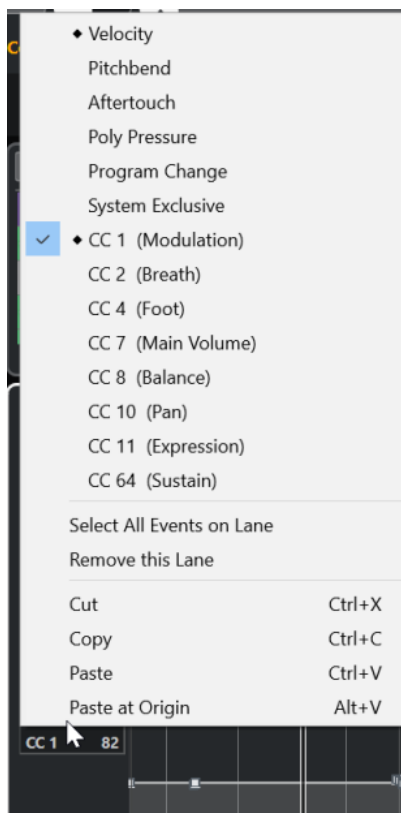 ◆ Velocity
Pitchbend
Aftertouch
Poly Pressure
Program Change
System Exclusive
✓ ◆ CC 1 (Modulation)
CC 2 (Breath)
CC 4 (Foot)
CC 7 (Main Volume)
CC 8 (Balance)
CC 10 (Pan)
CC 11 (Expression)
CC 64 (Sustain)
Select All Events on Lane
Remove this Lane
Cut Ctrl+X
Copy Ctrl+C
Paste Ctrl+V
Paste at Origin Alt+V
CC 1 82